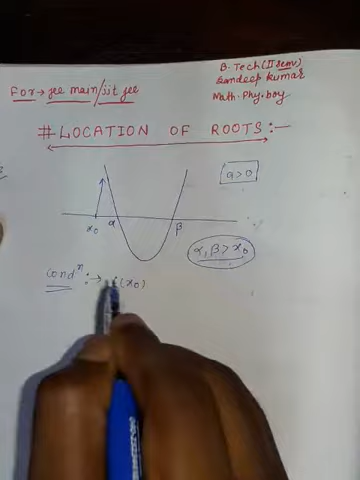 B.Tech(II sem)
Sandeep kumar
Math.Phy.boy
For→jee main/iit jee
#LOCATION OF ROOTS:-
a>0
x₀ α β
α,β > x₀
Condⁿ:→ f(x₀)